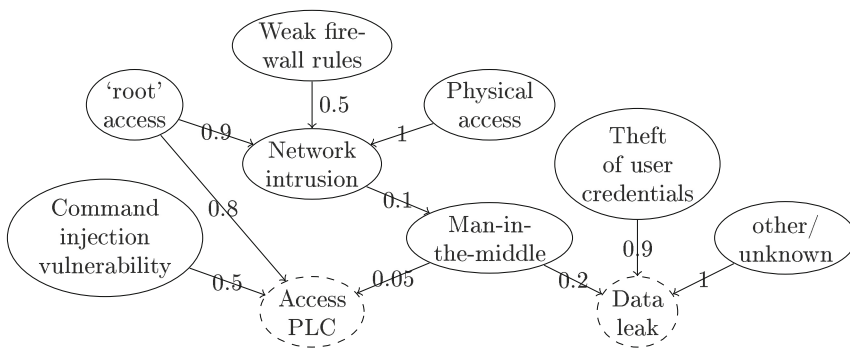 Weak fire-
wall rules
‘root’
access
Physical
access
0.5
0.9
1
Theft
of user
credentials
Network
intrusion
0.1
0.8
Command
injection
vulnerability
Man-in-
the-middle
other/
unknown
0.9
0.5
0.05
0.2
1
Access
PLC
Data
leak